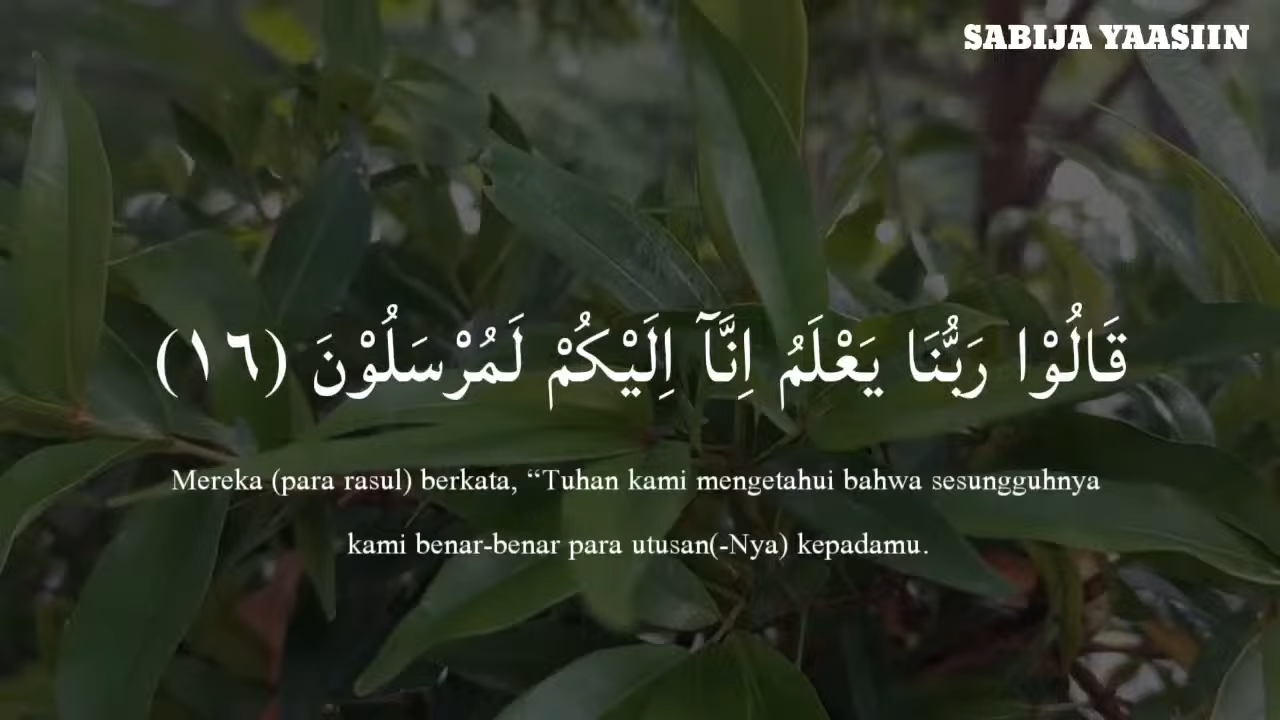 SABIJA YAASIIN
قَالُوْا رَبُّنَا يَعْلَمُ اِنَّآ اِلَيْكُمْ لَمُرْسَلُوْنَ (١٦)
Mereka (para rasul) berkata, “Tuhan kami mengetahui bahwa sesungguhnya
kami benar-benar para utusan(-Nya) kepadamu.